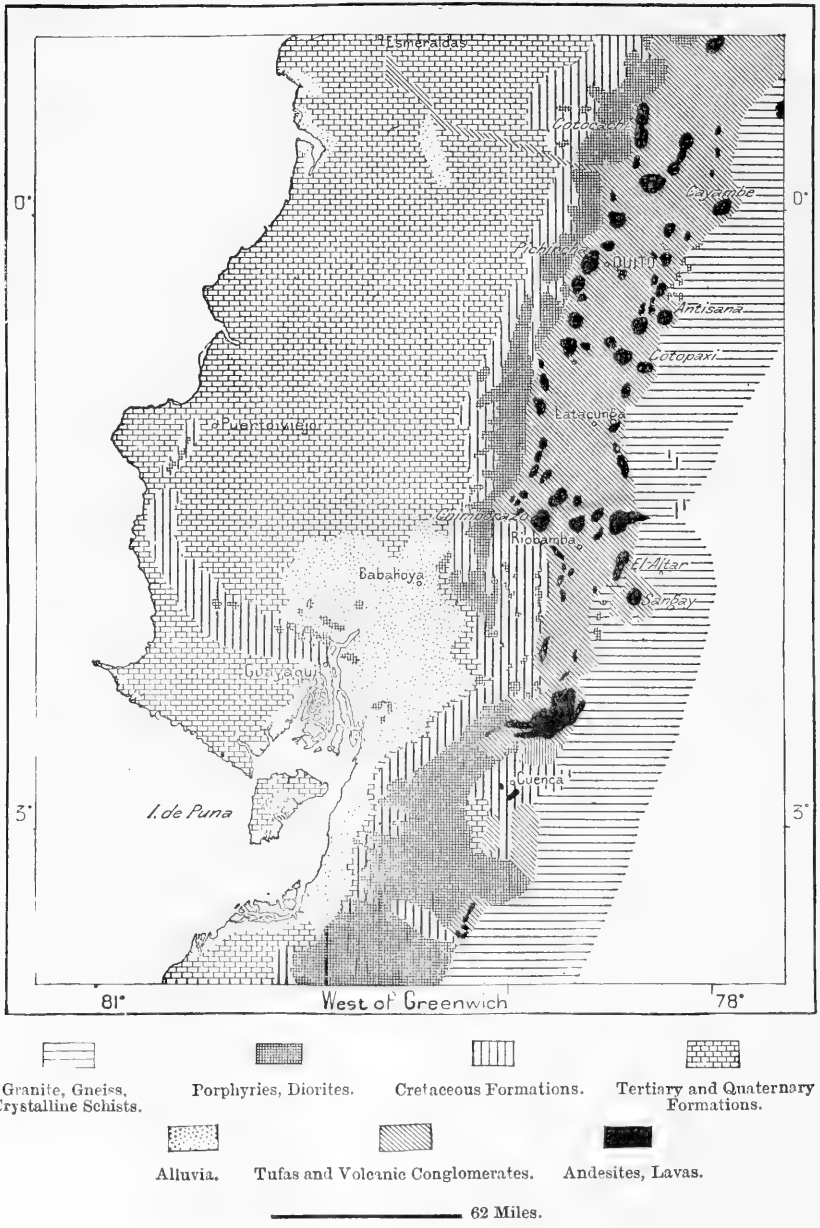 Esmeraldas
Cotocachi
0°
0°
Cayambe
Pichincha
QUITO
Antisana
Cotopaxi
Latacunga
Puertoviejo
Chimborazo
Riobamba
Babahoya
El Altar
Sangay
Guayaquil
Cuenca
I. de Puna
3°
3°
81°
West of Greenwich
78°
Granite, Gneiss,
Crystalline Schists.
Porphyries, Diorites.
Cretaceous Formations.
Tertiary and Quaternary
Formations.
Alluvia.
Tufas and Volcanic Conglomerates.
Andesites, Lavas.
62 Miles.